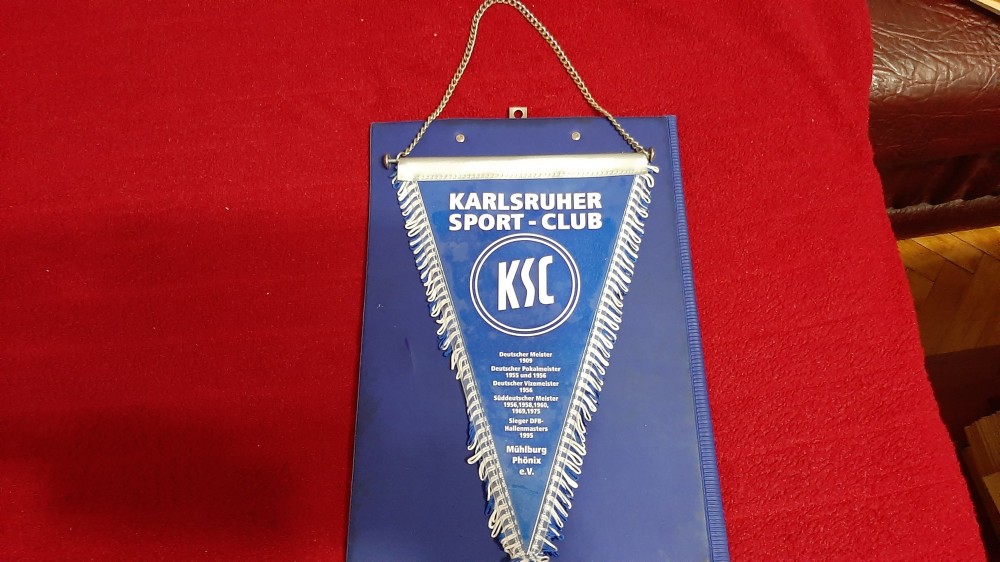 KARLSRUHER
SPORT - CLUB
KSC
Deutscher Meister
1909
Deutscher Pokalmeister
1955 und 1956
Deutscher Vizemeister
1956
Süddeutscher Meister
1956,1958,1960,
1969,1975
Sieger DFB-
Hallenmasters
1995
Mühlburg
Phönix
e.V.